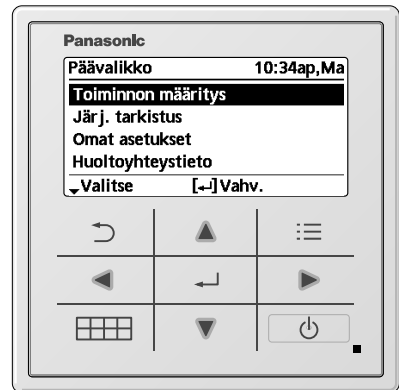 Panasonic
Päävalikko 10:34ap,Ma
Toiminnon määritys
Järj. tarkistus
Omat asetukset
Huoltoyhteystieto
Valitse [↵]Vahv.